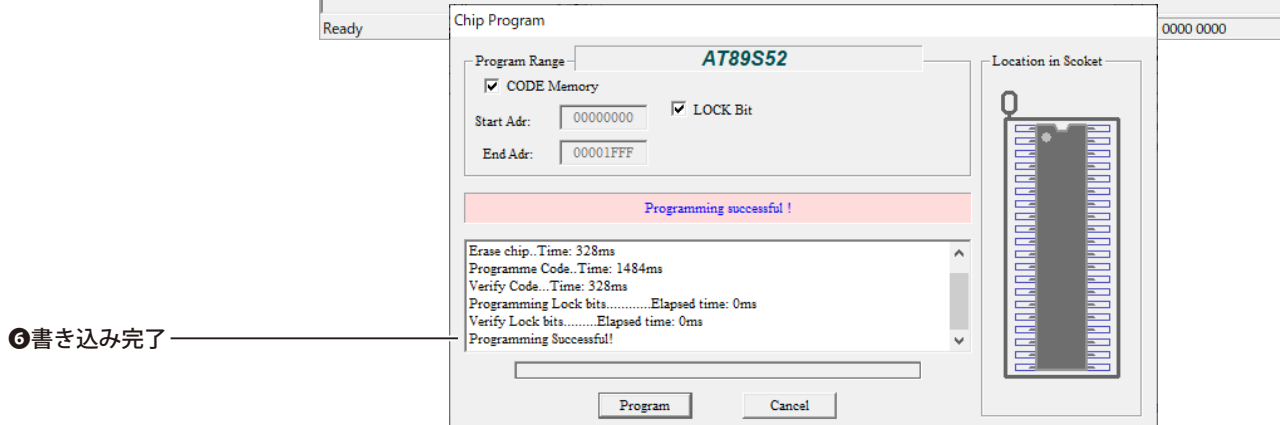 Ready
Chip Program
0000 0000
Program Range
AT89S52
Location in Scoket
CODE Memory
LOCK Bit
Start Adr:
00000000
End Adr:
00001FFF
Programming successful !
Erase chip..Time: 328ms
Programme Code..Time: 1484ms
Verify Code...Time: 328ms
Programming Lock bits............Elapsed time: 0ms
Verify Lock bits.........Elapsed time: 0ms
Programming Successful!
❻書き込み完了
Program
Cancel